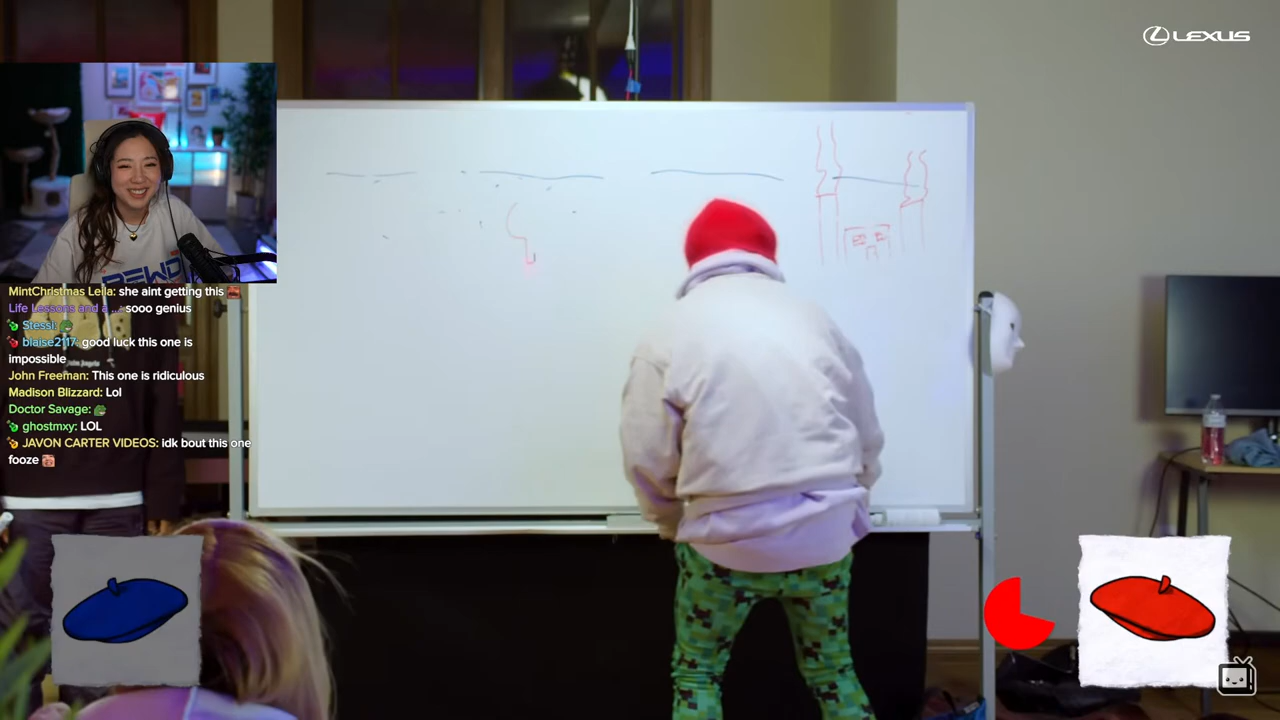 LEXUS
MintChristmas Leila: she aint getting this
Life Lessons and a ... sooo genius
Stessi:
blaise2117: good luck this one is
impossible
John Freeman: This one is ridiculous
Madison Blizzard: Lol
Doctor Savage:
ghostmxy: LOL
JAVON CARTER VIDEOS: idk bout this one
fooze